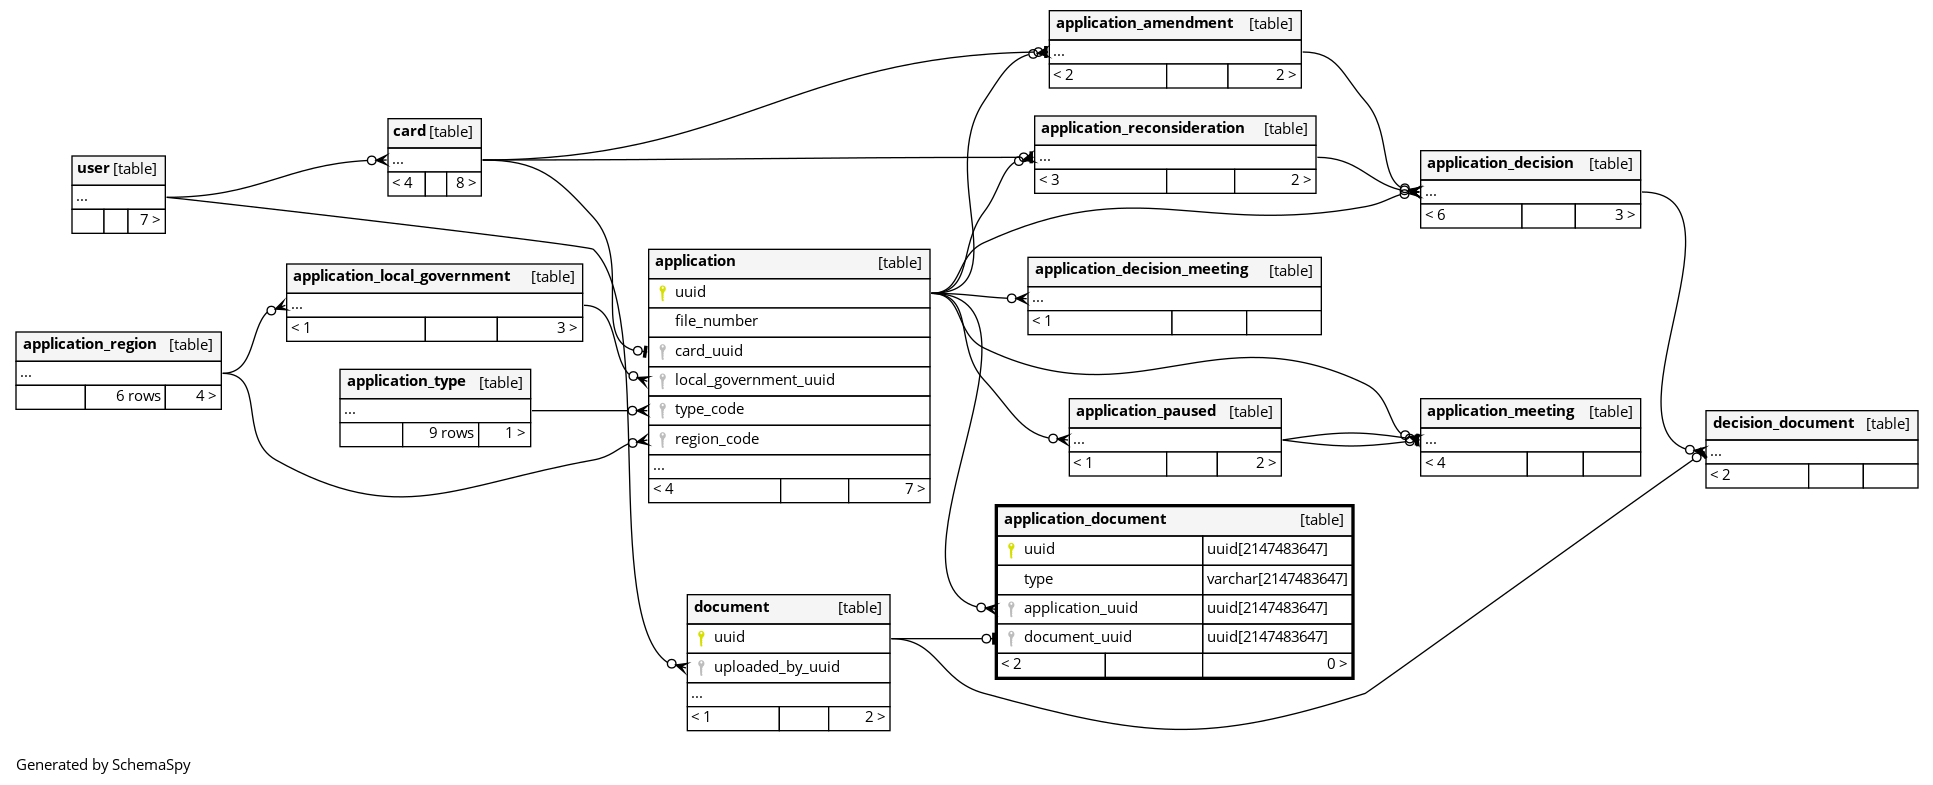 application_amendment [table]
...
< 2 2 >
card [table]
...
< 4 8 >
application_reconsideration [table]
...
< 3 2 >
user [table]
...
7 >
application_decision [table]
...
< 6 3 >
application_local_government [table]
...
< 1 3 >
application [table]
uuid
file_number
card_uuid
local_government_uuid
type_code
region_code
...
< 4 7 >
application_decision_meeting [table]
...
< 1
application_region [table]
...
6 rows 4 >
application_type [table]
...
9 rows 1 >
application_paused [table]
...
< 1 2 >
application_meeting [table]
...
< 4
decision_document [table]
...
< 2
application_document [table]
uuid uuid[2147483647]
type varchar[2147483647]
application_uuid uuid[2147483647]
document_uuid uuid[2147483647]
< 2 0 >
document [table]
uuid
uploaded_by_uuid
...
< 1 2 >
Generated by SchemaSpy